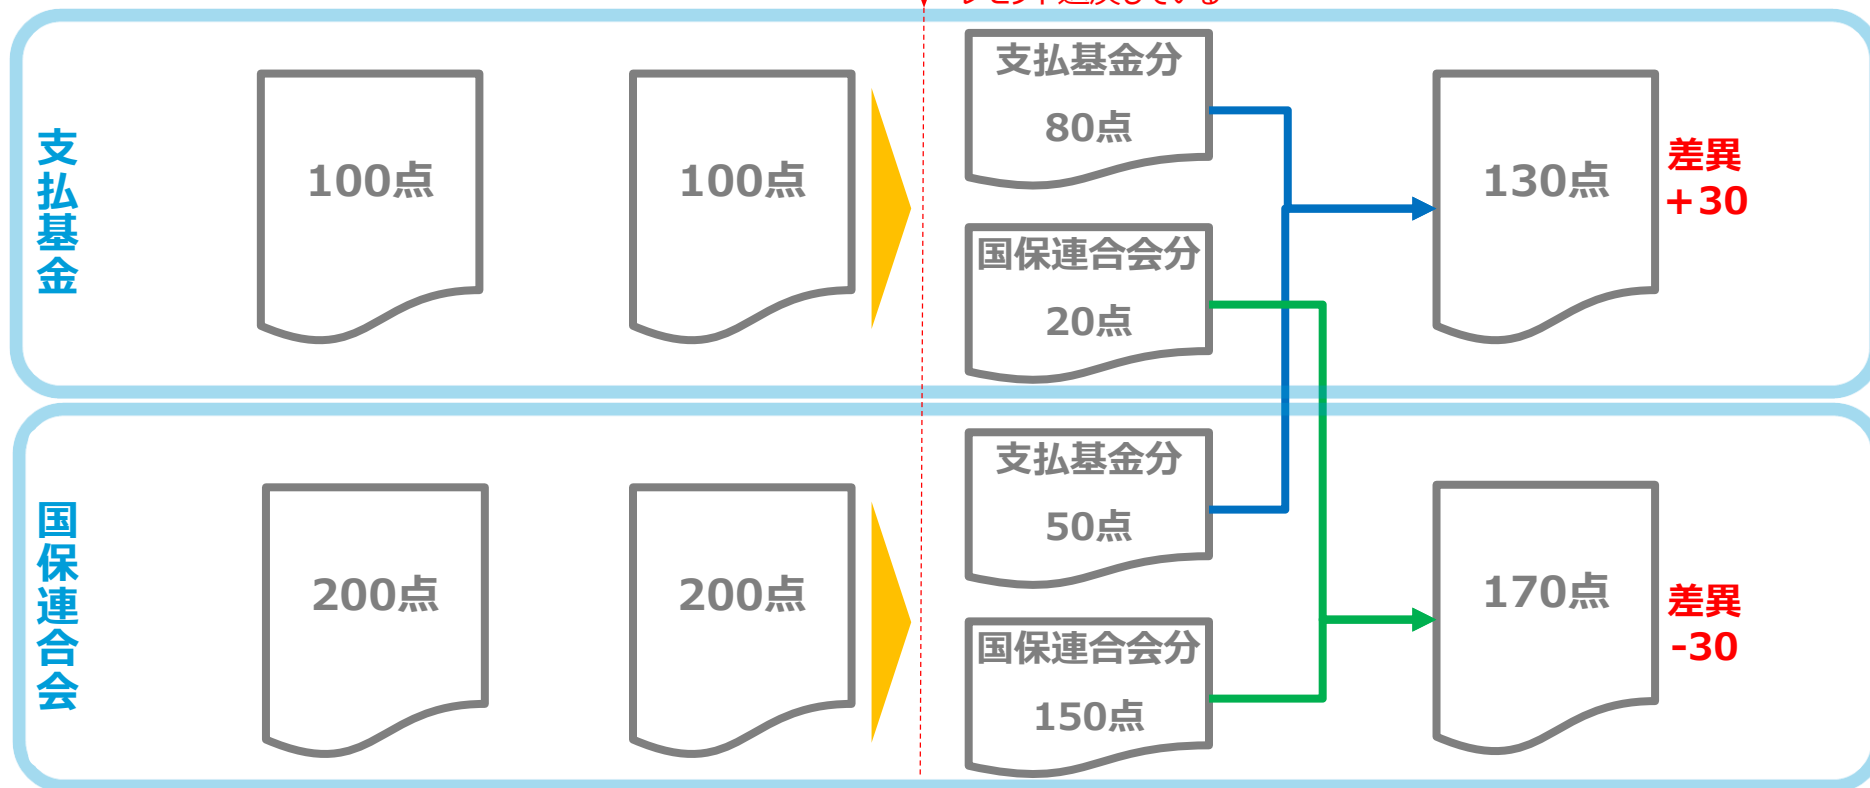 支払基金
100点
100点
支払基金分
80点
国保連合会分
20点
130点
差異
+30
国保連合会
200点
200点
支払基金分
50点
国保連合会分
150点
170点
差異
-30